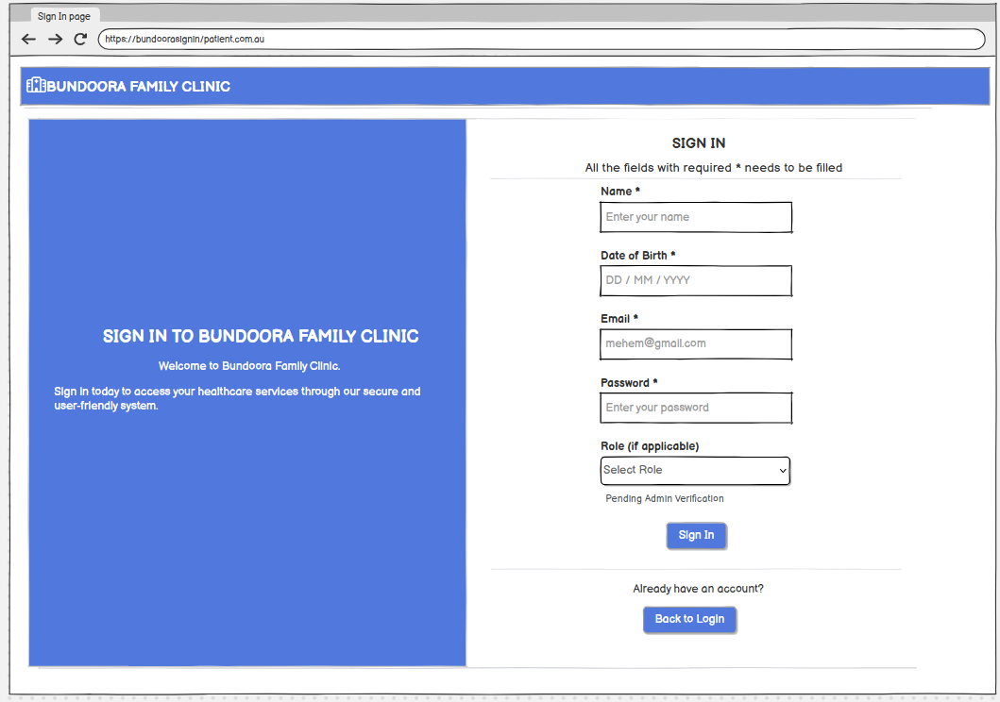 Sign In page
https://bundoorasignin/patient.com.au
BUNDOORA FAMILY CLINIC
SIGN IN TO BUNDOORA FAMILY CLINIC
Welcome to Bundoora Family Clinic.
Sign in today to access your healthcare services through our secure and
user-friendly system.
SIGN IN
All the fields with required * needs to be filled
Name *
Enter your name
Date of Birth *
DD / MM / YYYY
Email *
mehem@gmail.com
Password *
Enter your password
Role (if applicable)
Select Role
Pending Admin Verification
Sign In
Already have an account?
Back to Login